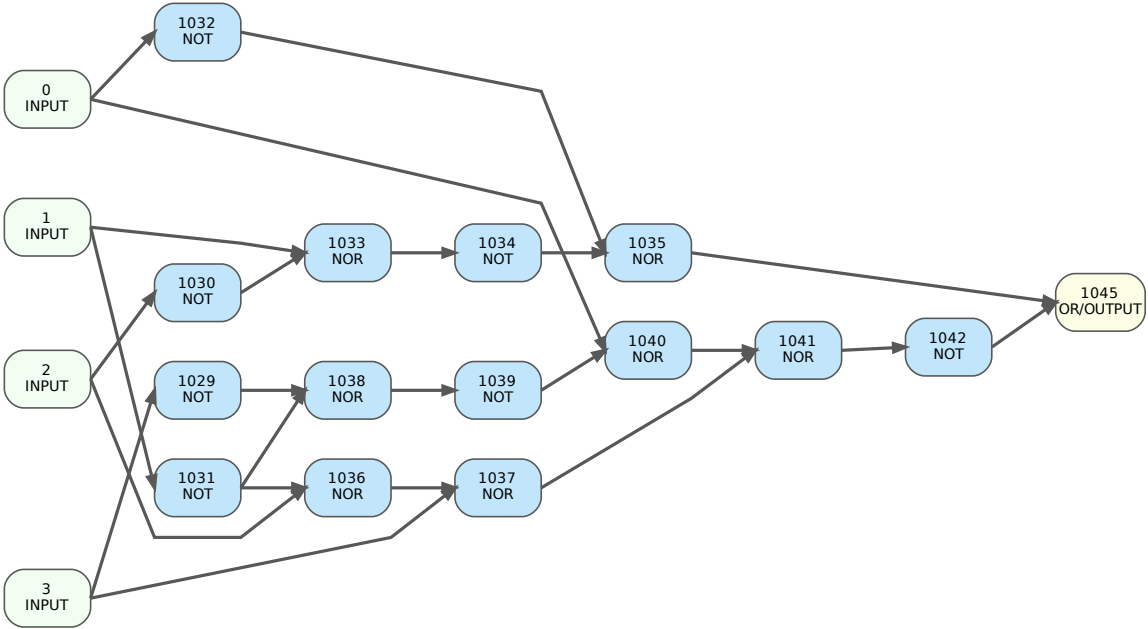 1032
NOT
0
INPUT
1
INPUT
1033
NOR
1034
NOT
1035
NOR
1030
NOT
1045
OR/OUTPUT
1040
NOR
1041
NOR
1042
NOT
2
INPUT
1029
NOT
1038
NOR
1039
NOT
1031
NOT
1036
NOR
1037
NOR
3
INPUT